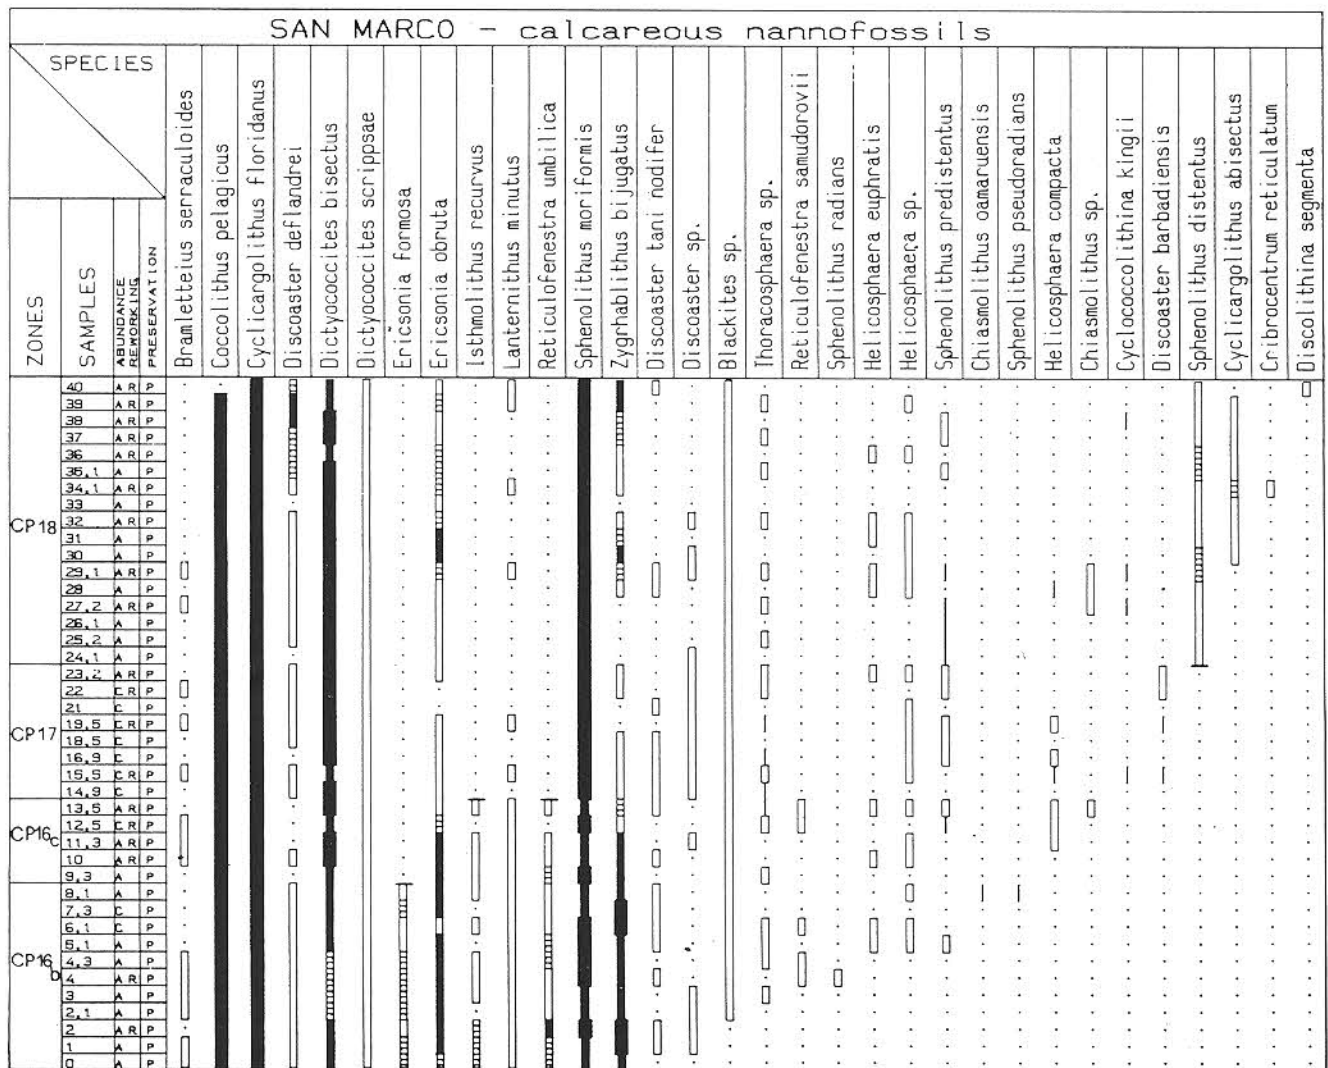 SAN MARCO - calcareous nannofossils
SPECIES
ZONES
SAMPLES
ABUNDANCE
REWORKING
PRESERVATION
Bramletteius serraculoides
Coccolithus pelagicus
Cyclicargolithus floridanus
Discoaster deflandrei
Dictyococcites bisectus
Dictyococcites scrippsae
Ericsonia formosa
Ericsonia obruta
Isthmolithus recurvus
Lanternithus minutus
Reticulofenestra umbilica
Sphenolithus moriformis
Zygrhablithus bijugatus
Discoaster tani nodifer
Discoaster sp.
Blackites sp.
Thoracosphaera sp.
Reticulofenestra samudorovii
Sphenolithus radians
Helicosphaera euphratis
Helicosphaera sp.
Sphenolithus predistentus
Chiasmolithus oamaruensis
Sphenolithus pseudoradians
Helicosphaera compacta
Chiasmolithus sp.
Cyclococcolithina kingii
Discoaster barbadiensis
Sphenolithus distentus
Cyclicargolithus abisectus
Cribrocentrum reticulatum
Discolithina segmenta
40 A R P
39 A R P
38 A R P
37 A R P
36 A R P
35,1 A P
34,1 A R P
33 A P
CP18 32 A R P
31 A P
30 A P
29,1 A R P
28 A P
27,2 A R P
26,1 A P
25,2 A P
24,1 A P
23,2 A R P
22 C R P
21 C P
19,5 C R P
CP17 18,5 C P
16,9 C P
15,5 C R P
14,9 C P
13,5 A R P
12,5 C R P
CP16c 11,3 A R P
10 A R P
9,3 A P
8,1 A P
7,3 C P
6,1 C P
5,1 A P
CP16b 4,3 A P
4 A R P
3 A P
2,1 A P
2 A R P
1 A P
0 A P